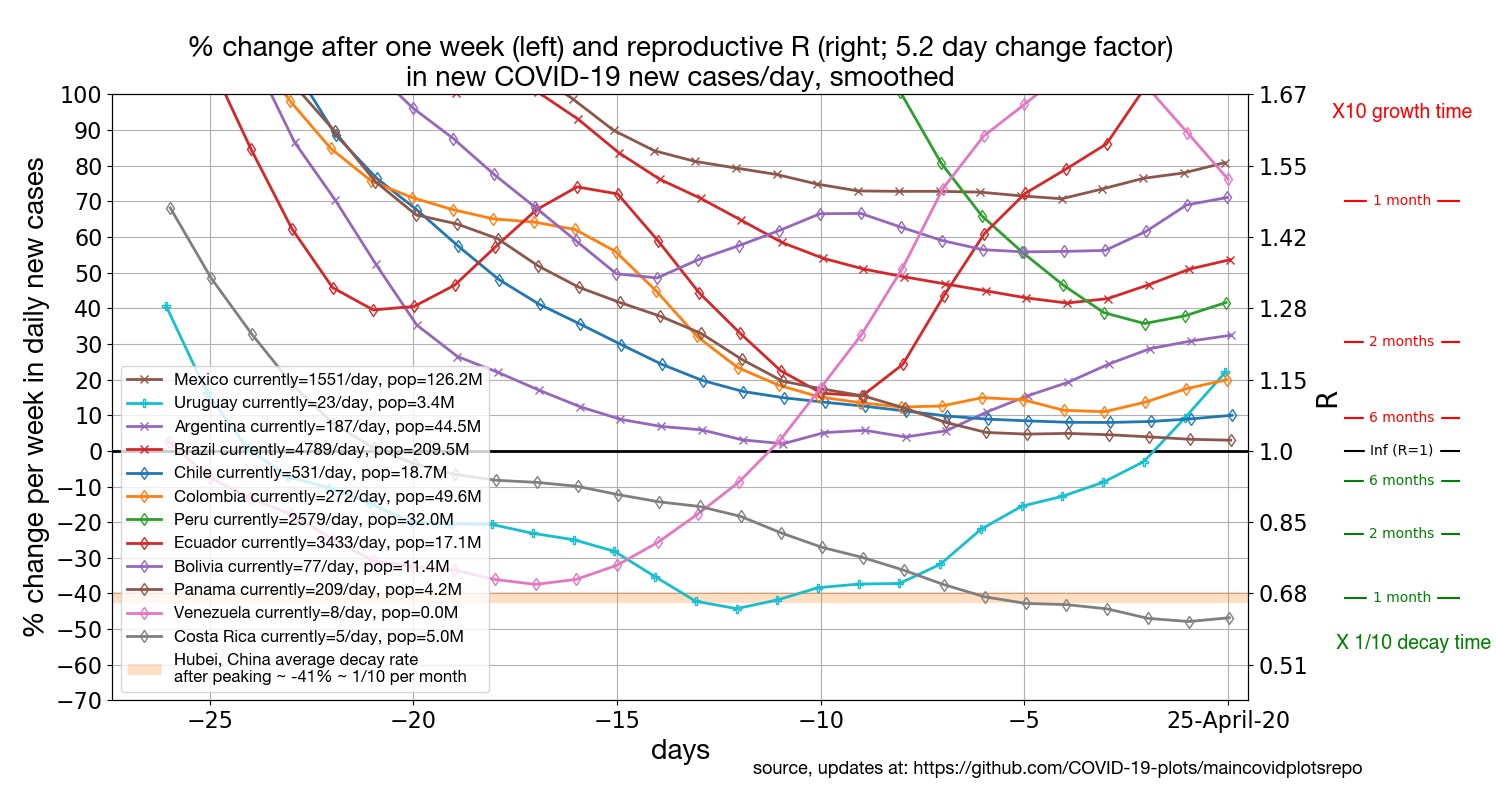 % change after one week (left) and reproductive R (right; 5.2 day change factor)
in new COVID-19 new cases/day, smoothed
% change per week in daily new cases
100
90
80
70
60
50
40
30
20
10
0
−10
−20
−30
−40
−50
−60
−70
Mexico currently=1551/day, pop=126.2M
Uruguay currently=23/day, pop=3.4M
Argentina currently=187/day, pop=44.5M
Brazil currently=4789/day, pop=209.5M
Chile currently=531/day, pop=18.7M
Colombia currently=272/day, pop=49.6M
Peru currently=2579/day, pop=32.0M
Ecuador currently=3433/day, pop=17.1M
Bolivia currently=77/day, pop=11.4M
Panama currently=209/day, pop=4.2M
Venezuela currently=8/day, pop=0.0M
Costa Rica currently=5/day, pop=5.0M
Hubei, China average decay rate
after peaking ~ -41% ~ 1/10 per month
−25
−20
−15
−10
−5
25-April-20
days
1.67
1.55
1.42
1.28
1.15
1.0
0.85
0.68
0.51
R
X10 growth time
1 month
2 months
6 months
Inf (R=1)
6 months
2 months
1 month
X 1/10 decay time
source, updates at: https://github.com/COVID-19-plots/maincovidplotsrepo